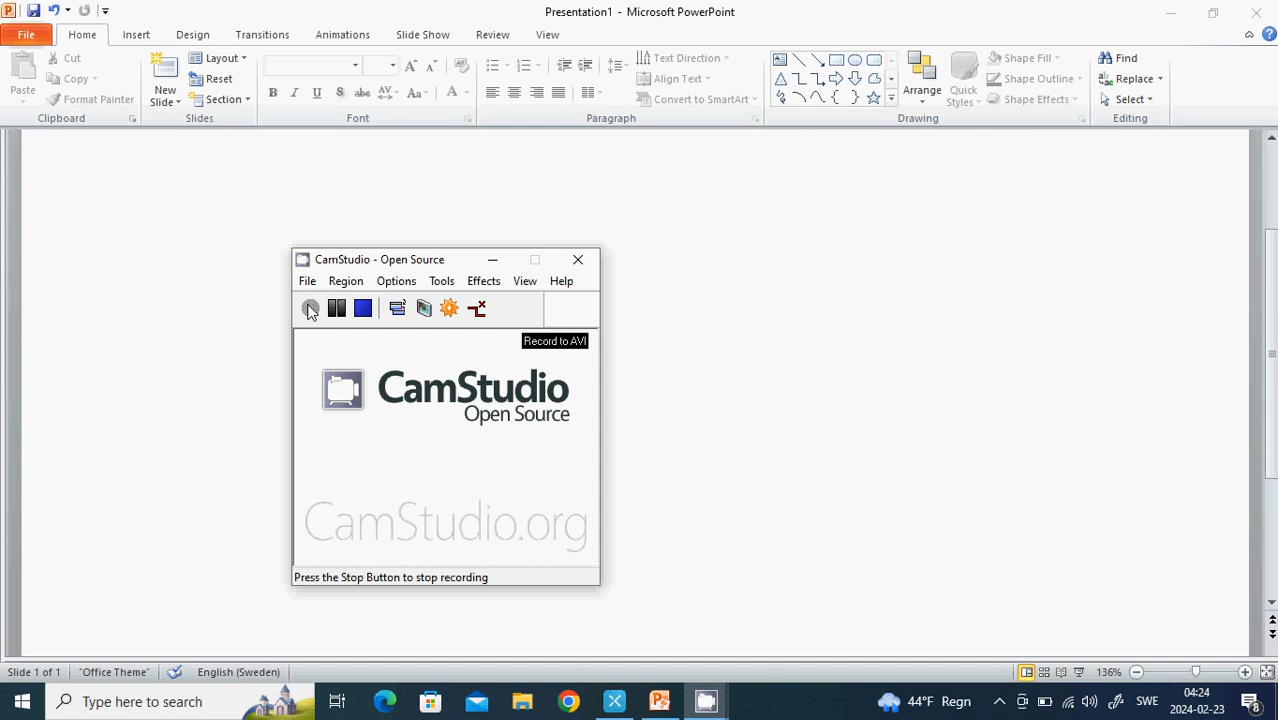 Presentation1 - Microsoft PowerPoint
File Home Insert Design Transitions Animations Slide Show Review View
Paste
Cut
Copy
Format Painter
Clipboard
New Slide
Layout
Reset
Section
Slides
B I U S abc AV Aa A
Font
Text Direction
Align Text
Convert to SmartArt
Paragraph
Arrange
Quick Styles
Drawing
Shape Fill
Shape Outline
Shape Effects
Find
Replace
Select
Editing
CamStudio - Open Source
File Region Options Tools Effects View Help
Record to AVI
CamStudio
Open Source
CamStudio.org
Press the Stop Button to stop recording
Slide 1 of 1 "Office Theme" English (Sweden) 136%
Type here to search
44°F Regn
SWE
04:24
2024-02-23
8